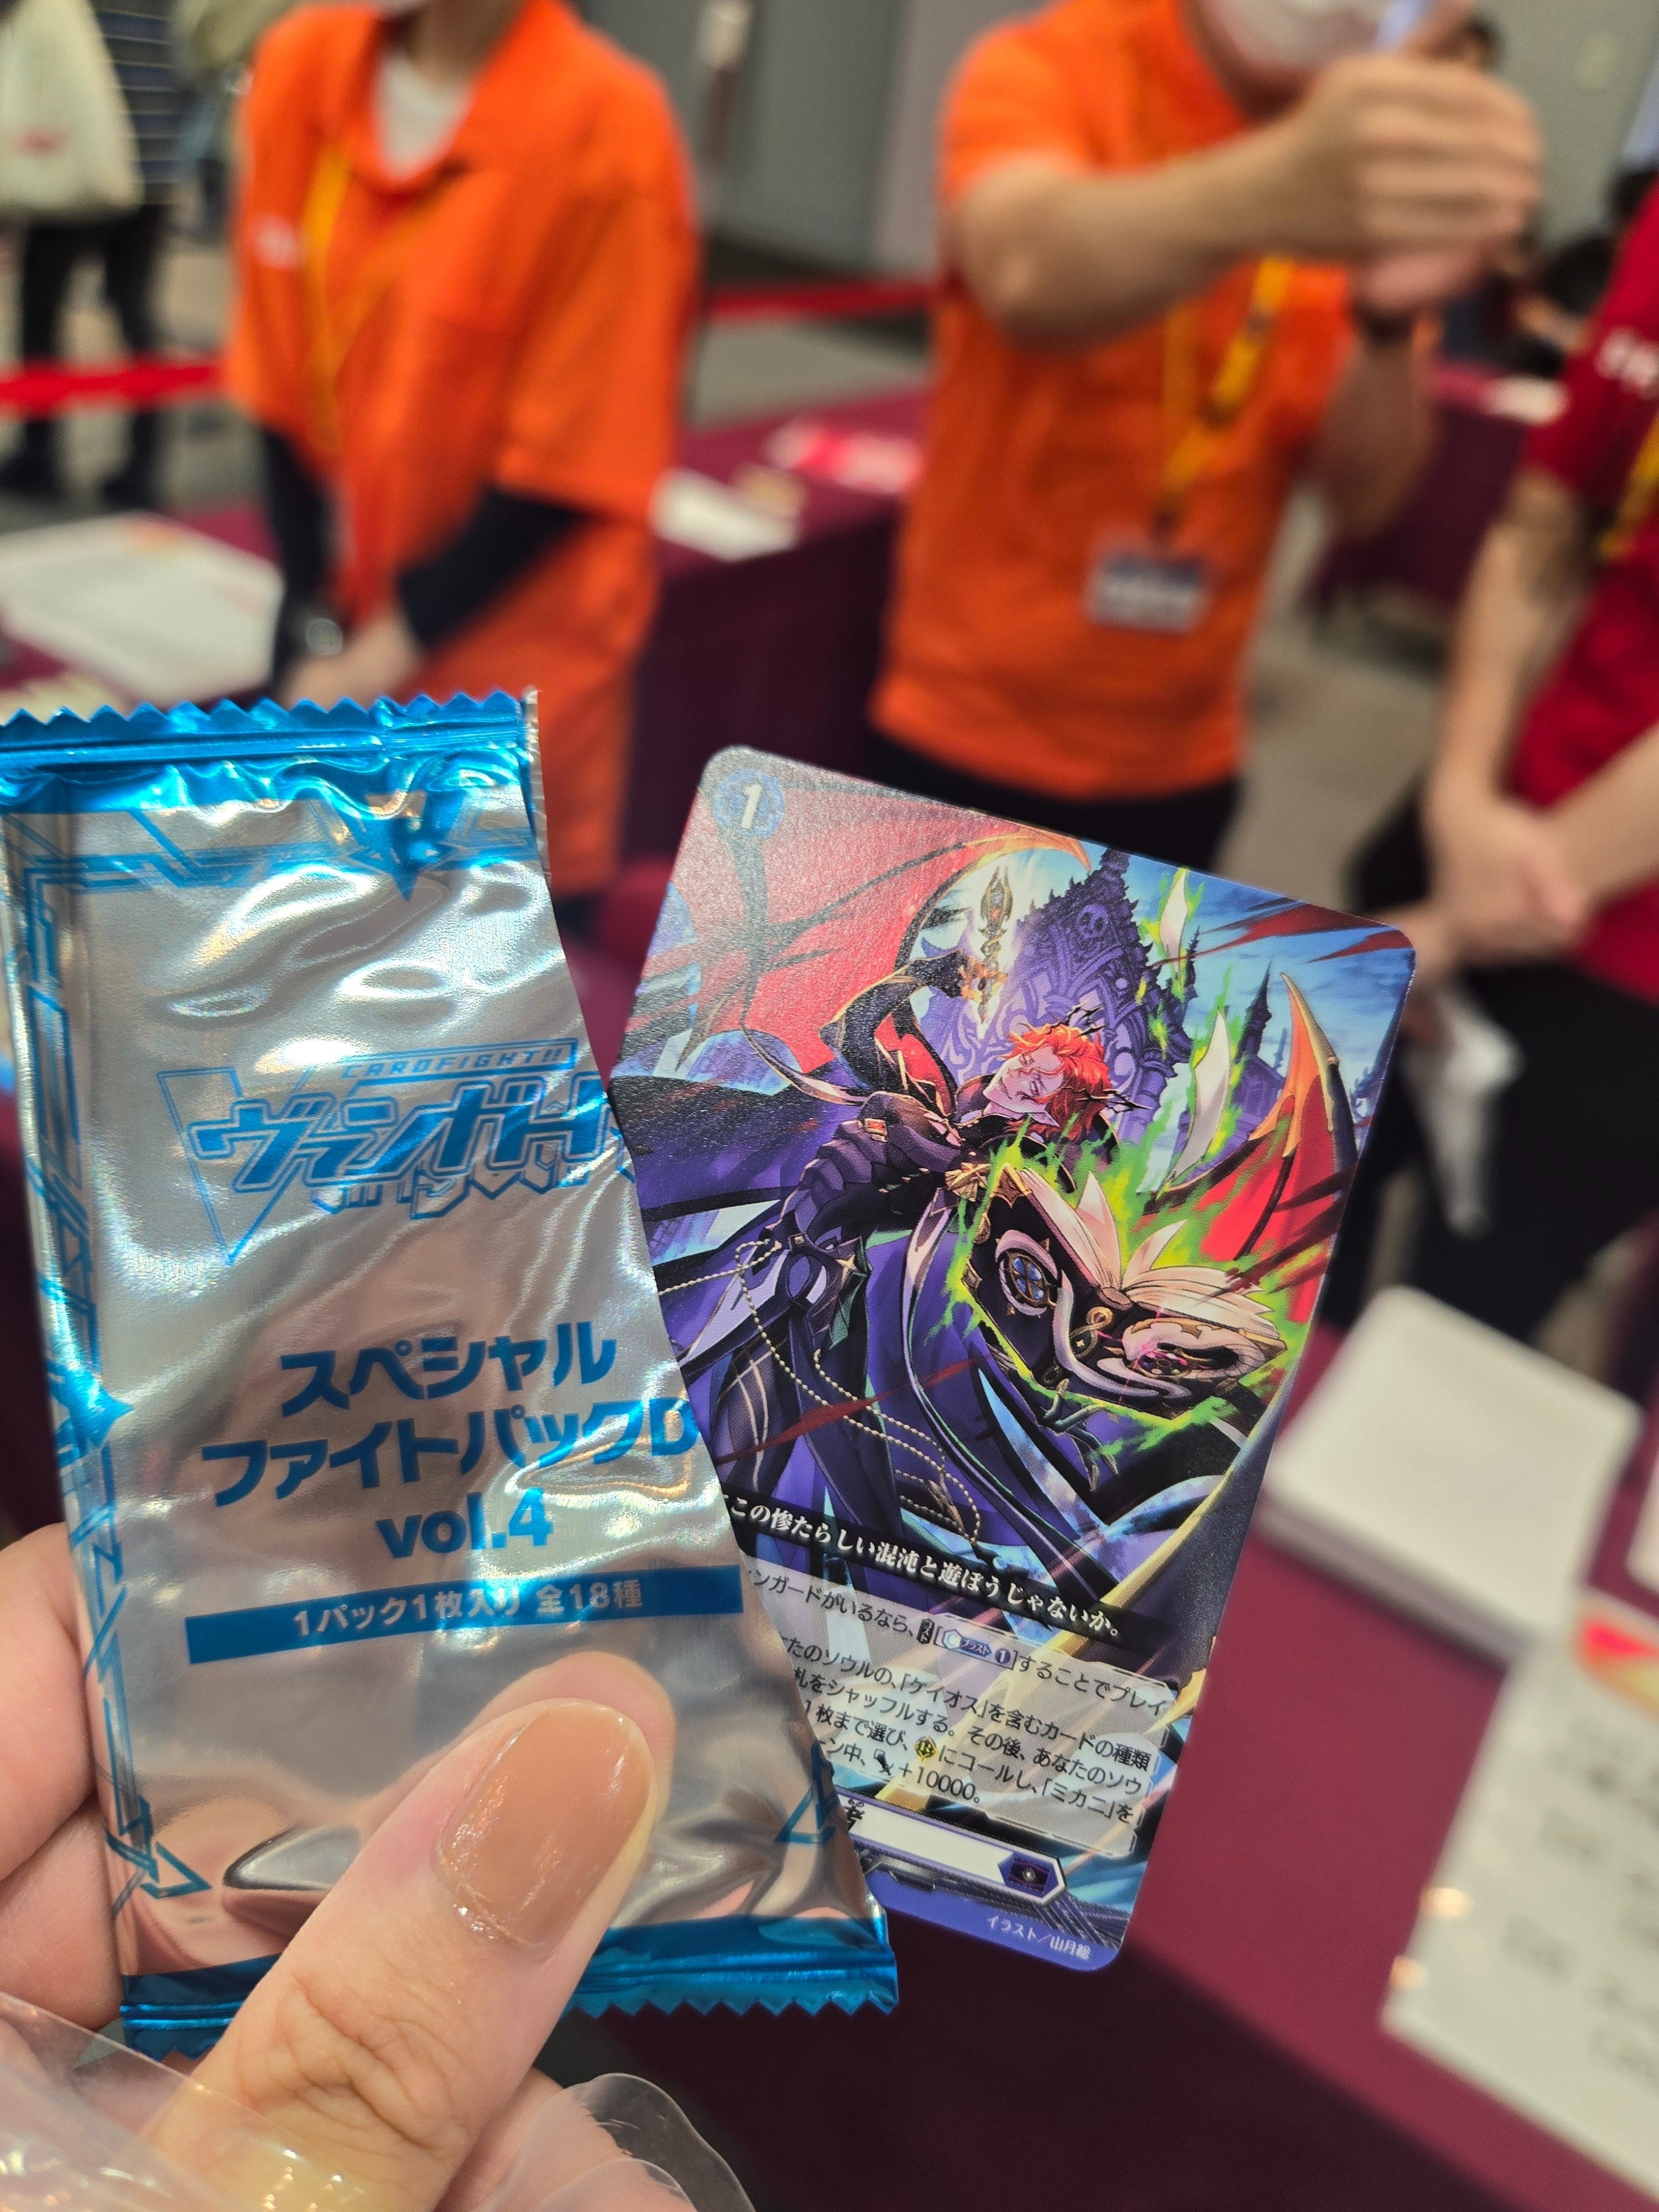 CARDFIGHT!!
ヴァンガード
スペシャル
ファイトパックD
vol.4
1パック1枚入り 全18種
1
この惨たらしい混沌と遊ぼうじゃないか。
ンガードがいるなら、[ブラスト1]することでプレイ
たのソウルの、「ケイオス」を含むカードの種類
札をシャッフルする。その後、あなたのソウ
1枚まで選び、Rにコールし、「ミカニ」を
ン中、+10000。
イラスト/山月総